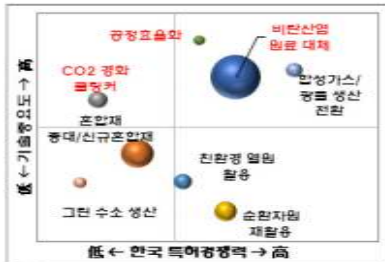 공정효율화
비탄산염
원료 대체
CO2 경화
클링커
합성가스/
광물 생산
전환
혼합재
증대/신규혼합재
친환경 열원
활용
그린 수소 생산
순환자원
재활용
低 ← 기술중요도 → 高
低 ← 한국 특허경쟁력 → 高